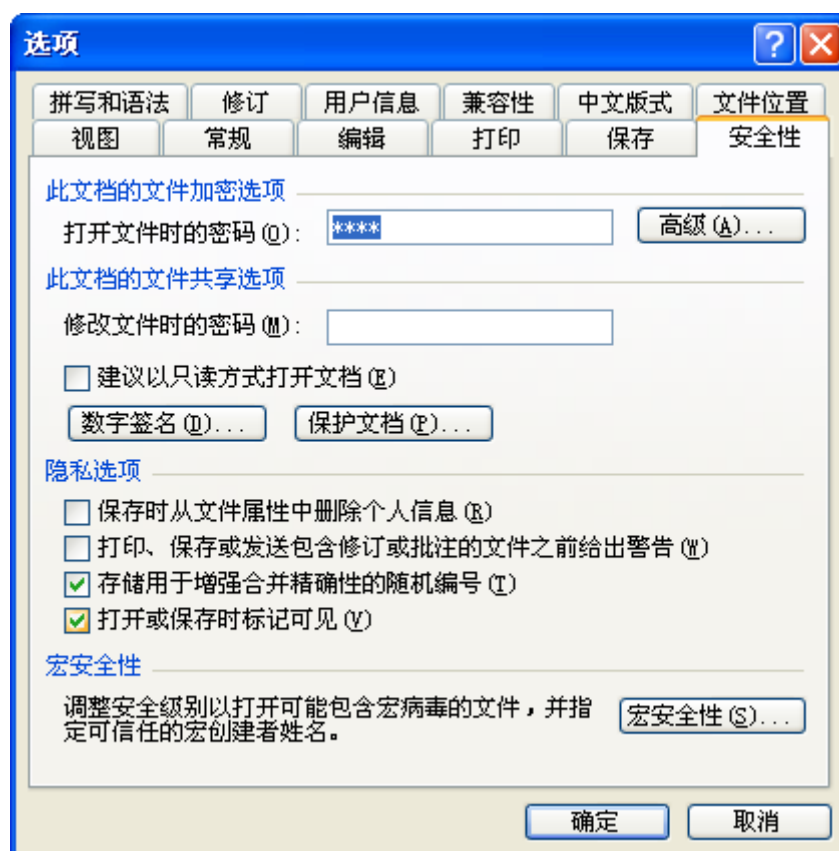 选项
拼写和语法 修订 用户信息 兼容性 中文版式 文件位置
视图 常规 编辑 打印 保存 安全性
此文档的文件加密选项
打开文件时的密码(O): **** 高级(A)...
此文档的文件共享选项
修改文件时的密码(M):
建议以只读方式打开文档(E)
数字签名(D)... 保护文档(P)...
隐私选项
保存时从文件属性中删除个人信息(R)
打印、保存或发送包含修订或批注的文件之前给出警告(W)
存储用于增强合并精确性的随机编号(T)
打开或保存时标记可见(V)
宏安全性
调整安全级别以打开可能包含宏病毒的文件，并指
定可信任的宏创建者姓名。 宏安全性(S)...
确定 取消